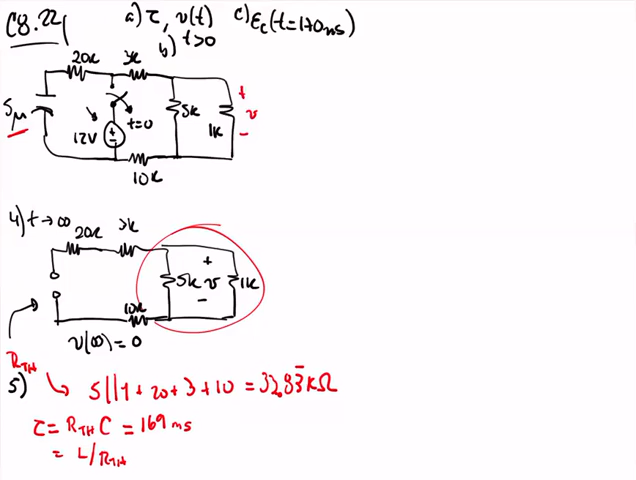 C8.22
a) τ, v(t)
c) Ec(t=170ms)
b) t>0
20k
3k
5μ
12V
+
-
t=0
5k
1k
+
v
-
10k
4) t→∞
20k
3k
5k
+
v
-
1k
10k
v(∞)=0
RTH
5)
5||1+20+3+10 = 33.83̄ kΩ
τ = RTH C = 169 ms
= L/RTH